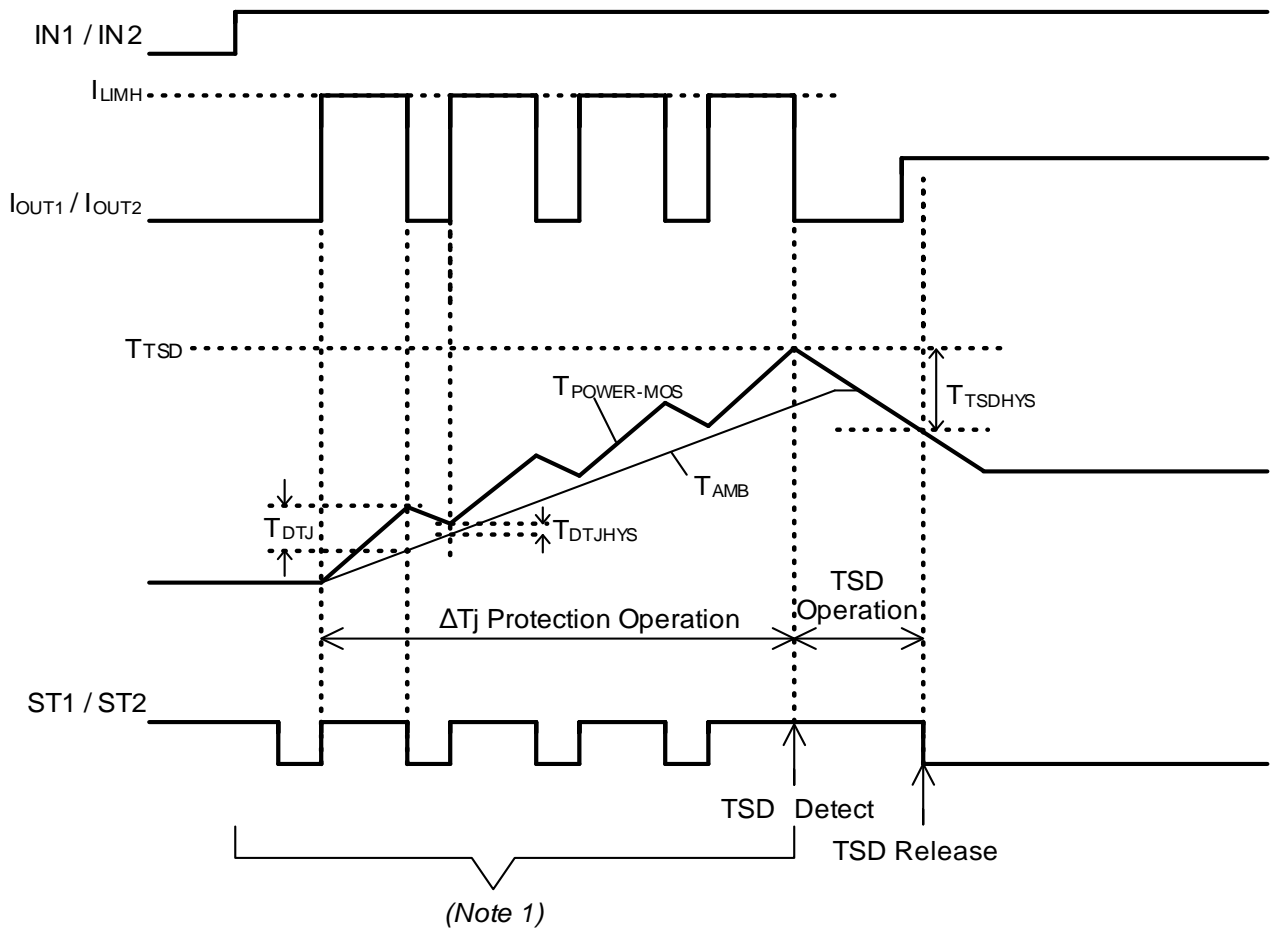 IN1 / IN2
ILIMH
IOUT1 / IOUT2
TTSD
TPOWER-MOS
TTSDHYS
TAMB
TDTJ
TDTJHYS
TSD
Operation
ΔTj Protection Operation
ST1 / ST2
TSD Detect
TSD Release
(Note 1)